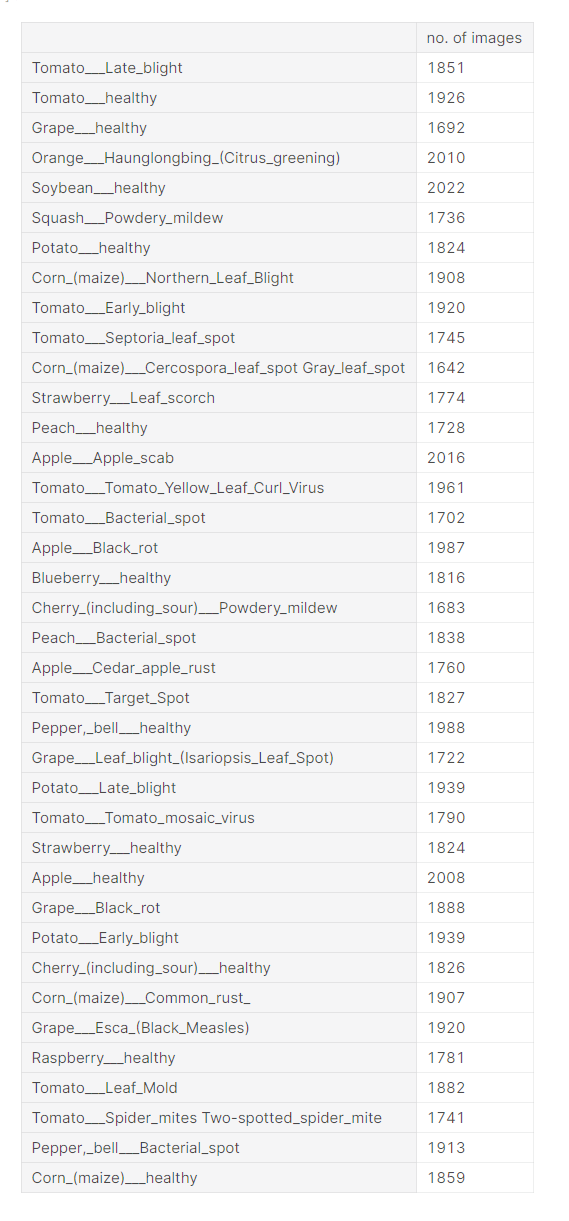 no. of images
Tomato___Late_blight 1851
Tomato___healthy 1926
Grape___healthy 1692
Orange___Haunglongbing_(Citrus_greening) 2010
Soybean___healthy 2022
Squash___Powdery_mildew 1736
Potato___healthy 1824
Corn_(maize)___Northern_Leaf_Blight 1908
Tomato___Early_blight 1920
Tomato___Septoria_leaf_spot 1745
Corn_(maize)___Cercospora_leaf_spot Gray_leaf_spot 1642
Strawberry___Leaf_scorch 1774
Peach___healthy 1728
Apple___Apple_scab 2016
Tomato___Tomato_Yellow_Leaf_Curl_Virus 1961
Tomato___Bacterial_spot 1702
Apple___Black_rot 1987
Blueberry___healthy 1816
Cherry_(including_sour)___Powdery_mildew 1683
Peach___Bacterial_spot 1838
Apple___Cedar_apple_rust 1760
Tomato___Target_Spot 1827
Pepper,_bell___healthy 1988
Grape___Leaf_blight_(Isariopsis_Leaf_Spot) 1722
Potato___Late_blight 1939
Tomato___Tomato_mosaic_virus 1790
Strawberry___healthy 1824
Apple___healthy 2008
Grape___Black_rot 1888
Potato___Early_blight 1939
Cherry_(including_sour)___healthy 1826
Corn_(maize)___Common_rust_ 1907
Grape___Esca_(Black_Measles) 1920
Raspberry___healthy 1781
Tomato___Leaf_Mold 1882
Tomato___Spider_mites Two-spotted_spider_mite 1741
Pepper,_bell___Bacterial_spot 1913
Corn_(maize)___healthy 1859